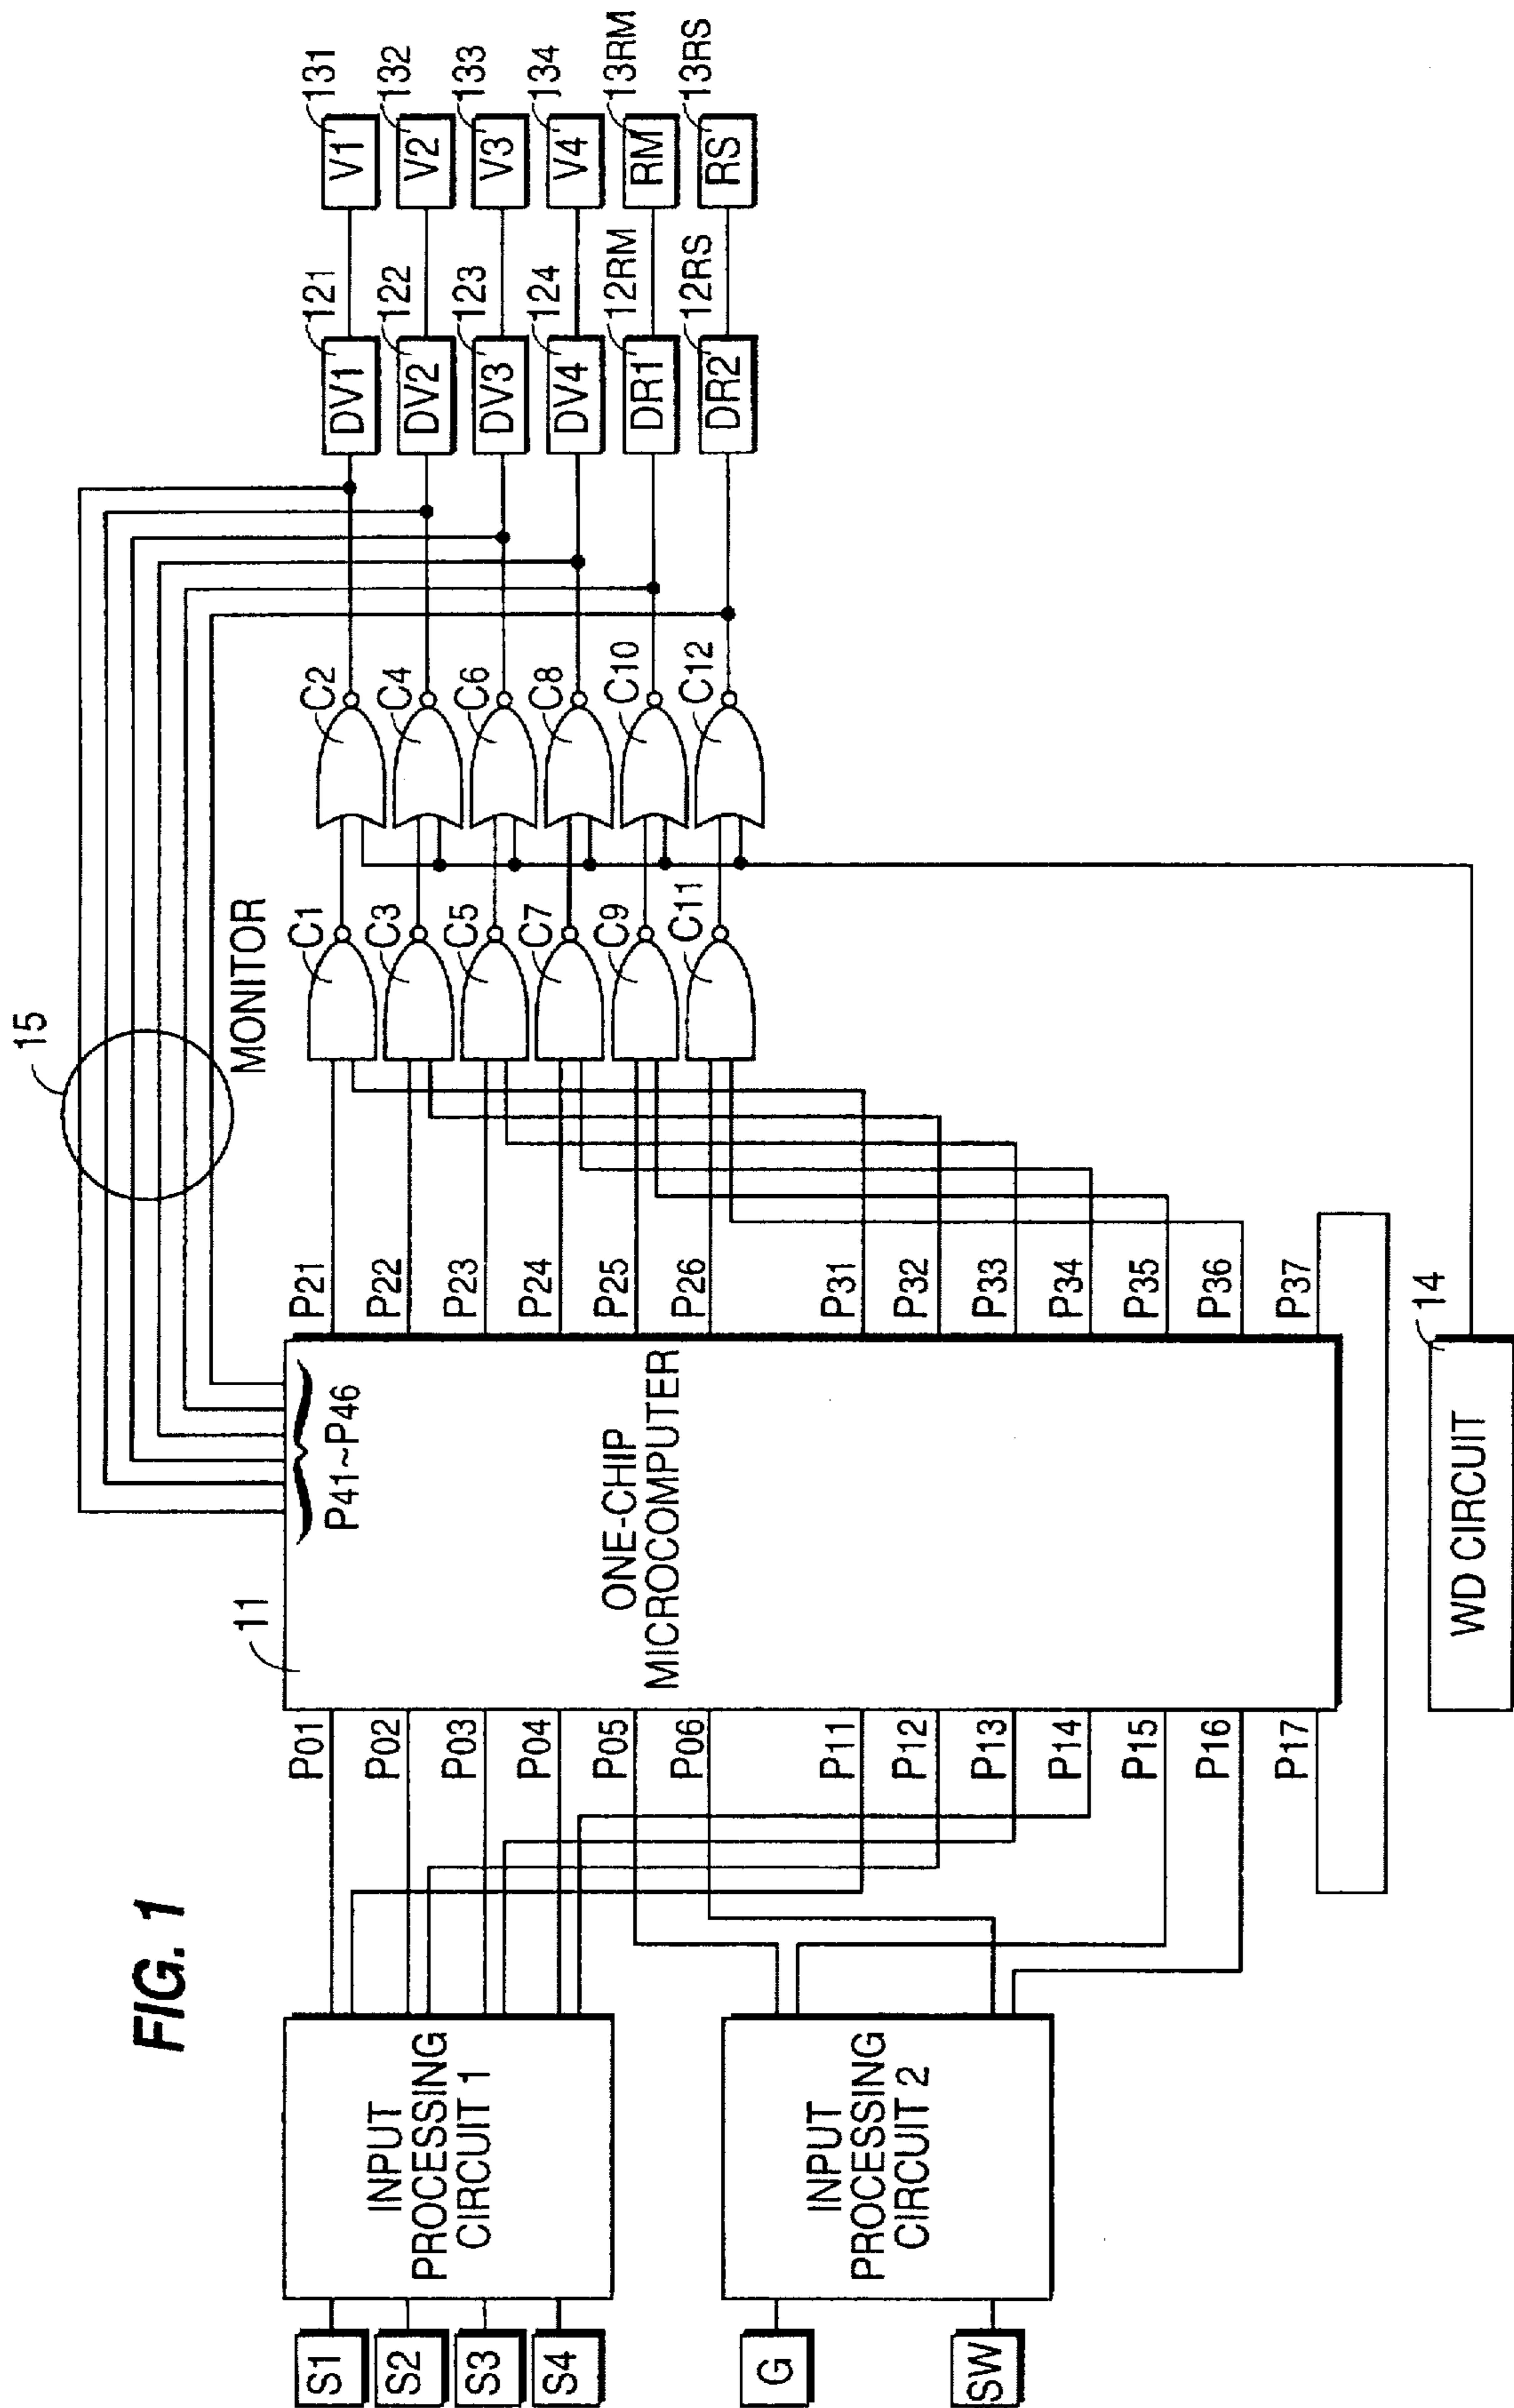 FIG. 1
15
MONITOR
11
S1
S2
S3
S4
G
SW
INPUT
PROCESSING
CIRCUIT 1
INPUT
PROCESSING
CIRCUIT 2
P01
P02
P03
P04
P05
P06
P11
P12
P13
P14
P15
P16
P17
P41~P46
ONE-CHIP
MICROCOMPUTER
P21
P22
P23
P24
P25
P26
P31
P32
P33
P34
P35
P36
P37
WD CIRCUIT
14
C1
C3
C5
C7
C9
C11
C2
C4
C6
C8
C10
C12
DV1
121
DV2
122
DV3
123
DV4
124
DR1
12RM
DR2
12RS
V1
131
V2
132
V3
133
V4
134
RM
13RM
RS
13RS